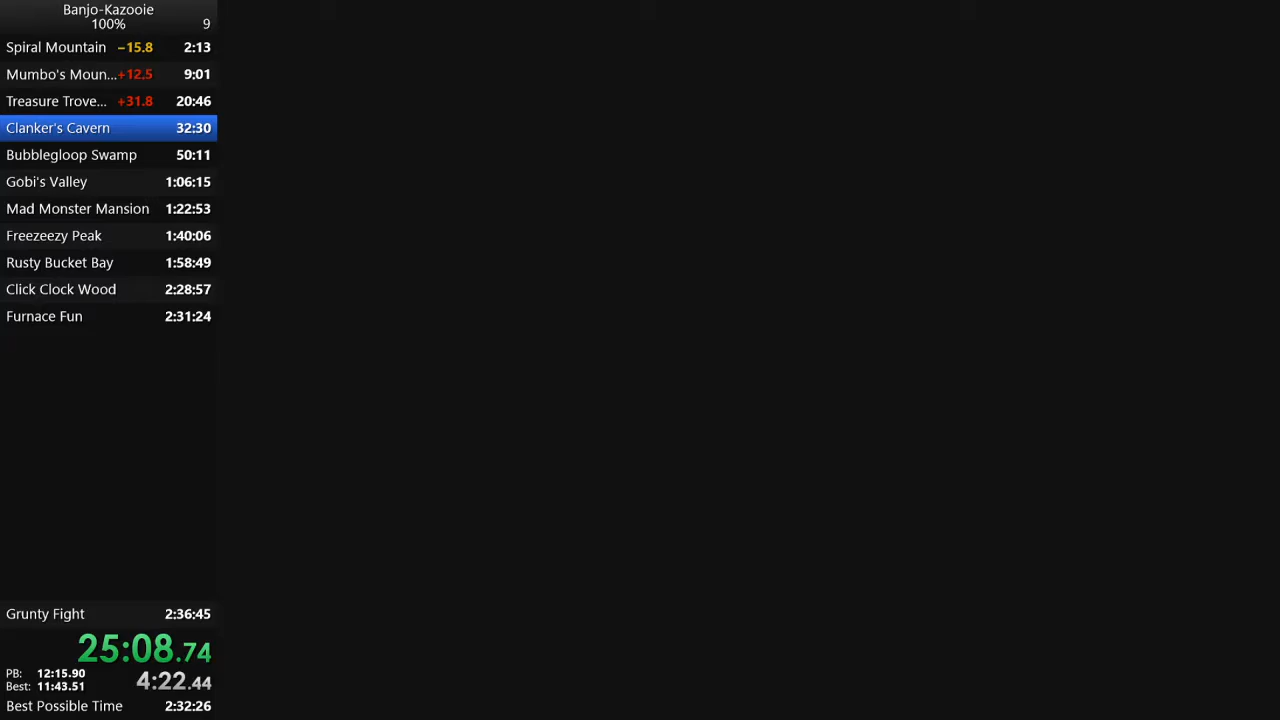 Banjo-Kazooie
100% 9
Spiral Mountain −15.8 2:13
Mumbo's Moun... +12.5 9:01
Treasure Trove... +31.8 20:46
Clanker's Cavern 32:30
Bubblegloop Swamp 50:11
Gobi's Valley 1:06:15
Mad Monster Mansion 1:22:53
Freezeezy Peak 1:40:06
Rusty Bucket Bay 1:58:49
Click Clock Wood 2:28:57
Furnace Fun 2:31:24
Grunty Fight 2:36:45
25:08.74
PB: 12:15.90
Best: 11:43.51
4:22.44
Best Possible Time 2:32:26